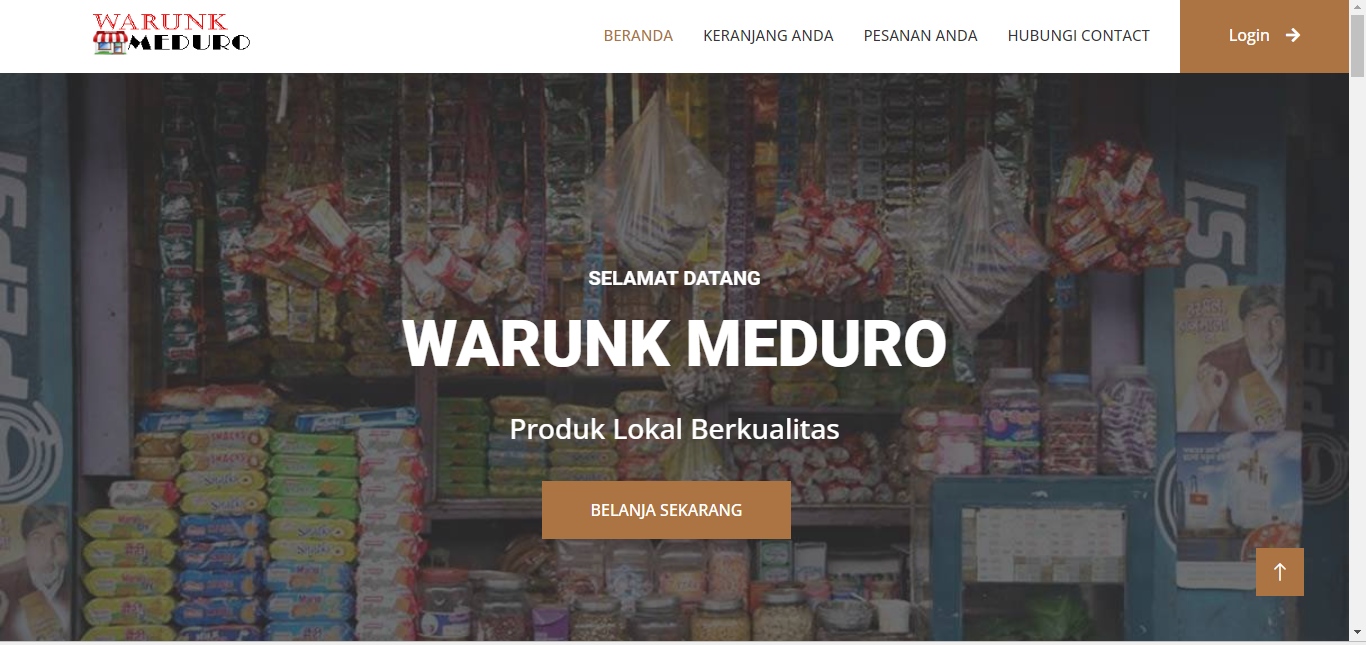 WARUNK
MEDURO
BERANDA
KERANJANG ANDA
PESANAN ANDA
HUBUNGI CONTACT
Login
SELAMAT DATANG
WARUNK MEDURO
Produk Lokal Berkualitas
BELANJA SEKARANG
PEPSI
PEPSI